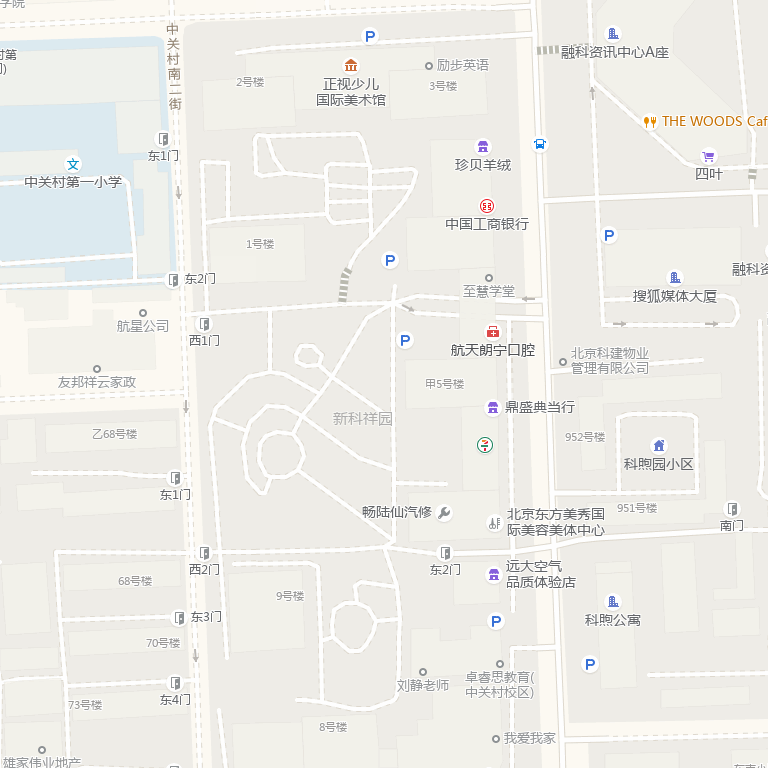 学院
中关村南二街
村第
司)
融科资讯中心A座
励步英语
2号楼
正视少儿
国际美术馆
3号楼
THE WOODS Caf
东1门
珍贝羊绒
中关村第一小学
四叶
中国工商银行
1号楼
融科资
东2门
至慧学堂
搜狐媒体大厦
航星公司
西1门
航天朗宁口腔
北京科建物业
管理有限公司
友邦祥云家政
甲5号楼
鼎盛典当行
新科祥园
乙68号楼
952号楼
科煦园小区
东1门
951号楼
畅陆仙汽修
北京东方美秀国
际美容美体中心
南门
西2门
东2门
远大空气
品质体验店
68号楼
9号楼
东3门
科煦公寓
70号楼
刘静老师
卓睿思教育(
中关村校区)
东4门
73号楼
8号楼
我爱我家
雄家伟业地产